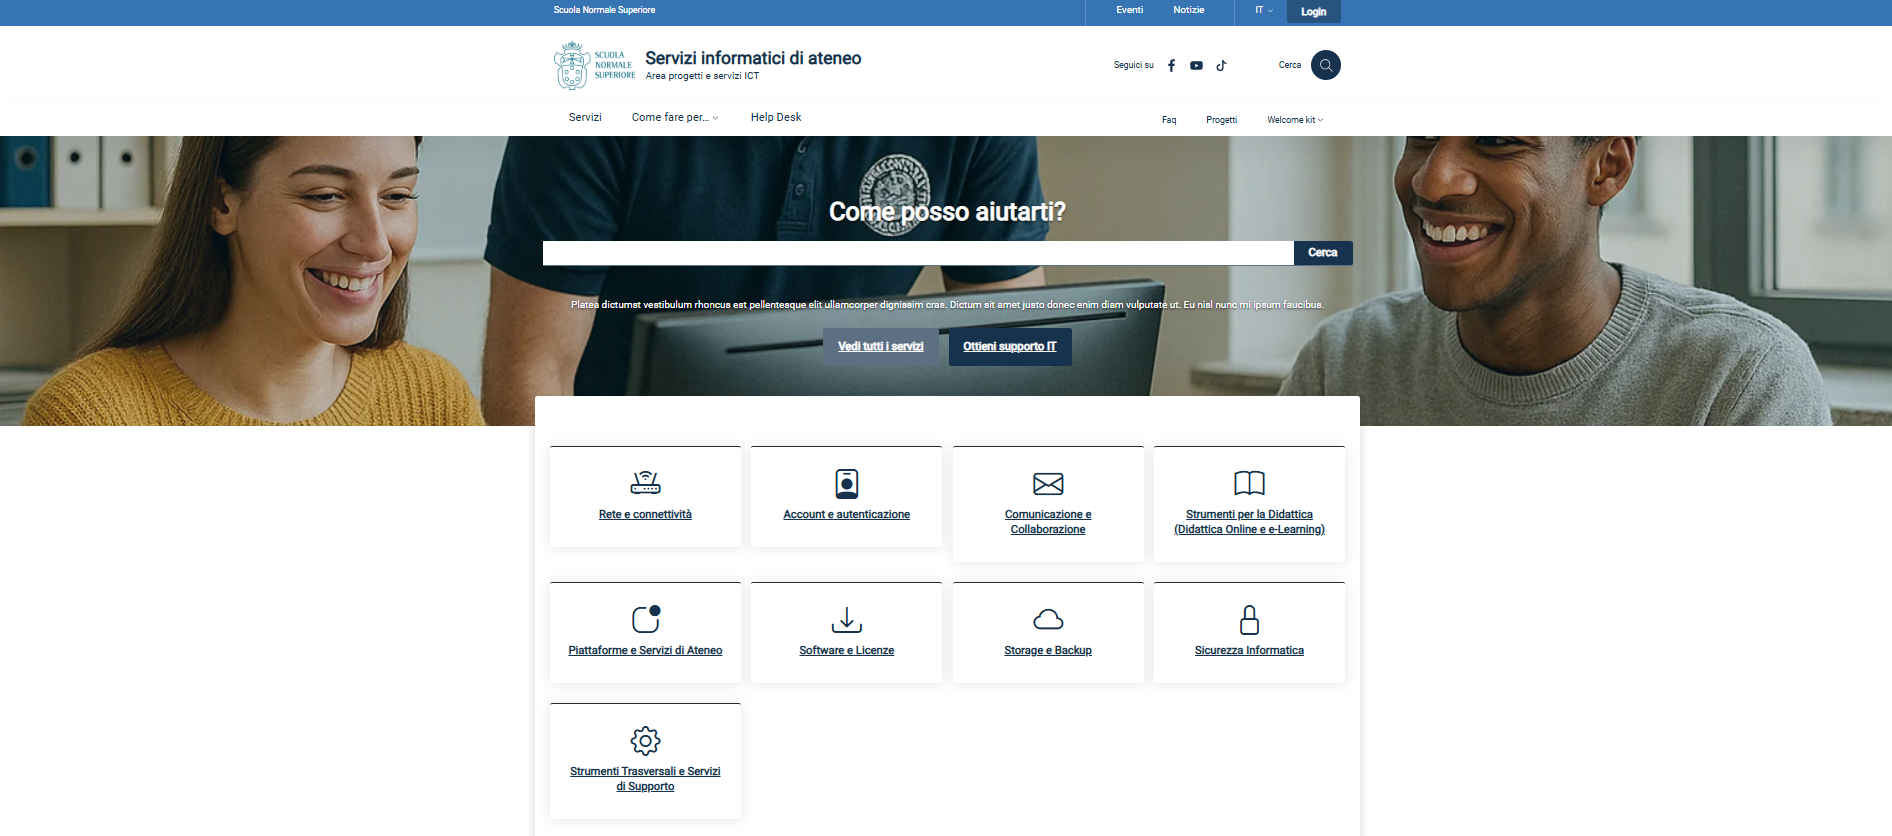 Scuola Normale Superiore
Eventi
Notizie
IT
Login
SCUOLA
NORMALE
SUPERIORE
Servizi informatici di ateneo
Area progetti e servizi ICT
Seguici su
Cerca
Servizi
Come fare per...
Help Desk
Faq
Progetti
Welcome kit
Come posso aiutarti?
Cerca
Platea dictumst vestibulum rhoncus est pellentesque elit ullamcorper dignissim cras. Dictum sit amet justo donec enim diam vulputate ut. Eu nisl nunc mi ipsum faucibus.
Vedi tutti i servizi
Ottieni supporto IT
Rete e connettività
Account e autenticazione
Comunicazione e
Collaborazione
Strumenti per la Didattica
(Didattica Online e e-Learning)
Piattaforme e Servizi di Ateneo
Software e Licenze
Storage e Backup
Sicurezza Informatica
Strumenti Trasversali e Servizi
di Supporto